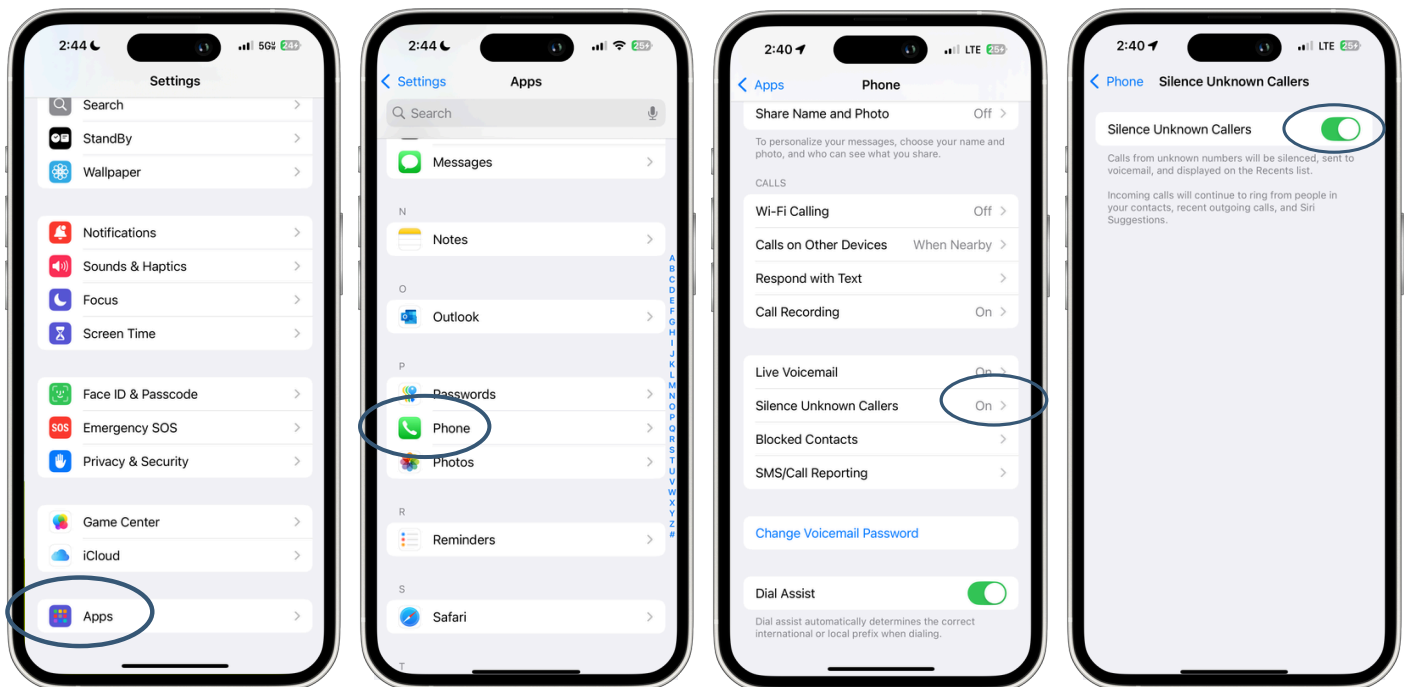 2:44
5G
24
Settings
Search
StandBy
Wallpaper
Notifications
Sounds & Haptics
Focus
Screen Time
Face ID & Passcode
SOS
Emergency SOS
Privacy & Security
Game Center
iCloud
Apps
2:44
25
Settings
Apps
Search
Messages
N
Notes
O
Outlook
P
Passwords
Phone
Photos
R
Reminders
S
Safari
T
A
B
C
D
E
F
G
H
I
J
K
L
M
N
O
P
Q
R
S
T
U
V
W
X
Y
Z
#
2:40
LTE
25
Apps
Phone
Share Name and Photo
Off
To personalize your messages, choose your name and
photo, and who can see what you share.
CALLS
Wi-Fi Calling
Off
Calls on Other Devices
When Nearby
Respond with Text
Call Recording
On
Live Voicemail
On
Silence Unknown Callers
On
Blocked Contacts
SMS/Call Reporting
Change Voicemail Password
Dial Assist
Dial assist automatically determines the correct
international or local prefix when dialing.
2:40
LTE
25
Phone
Silence Unknown Callers
Silence Unknown Callers
Calls from unknown numbers will be silenced, sent to
voicemail, and displayed on the Recents list.
Incoming calls will continue to ring from people in
your contacts, recent outgoing calls, and Siri
Suggestions.